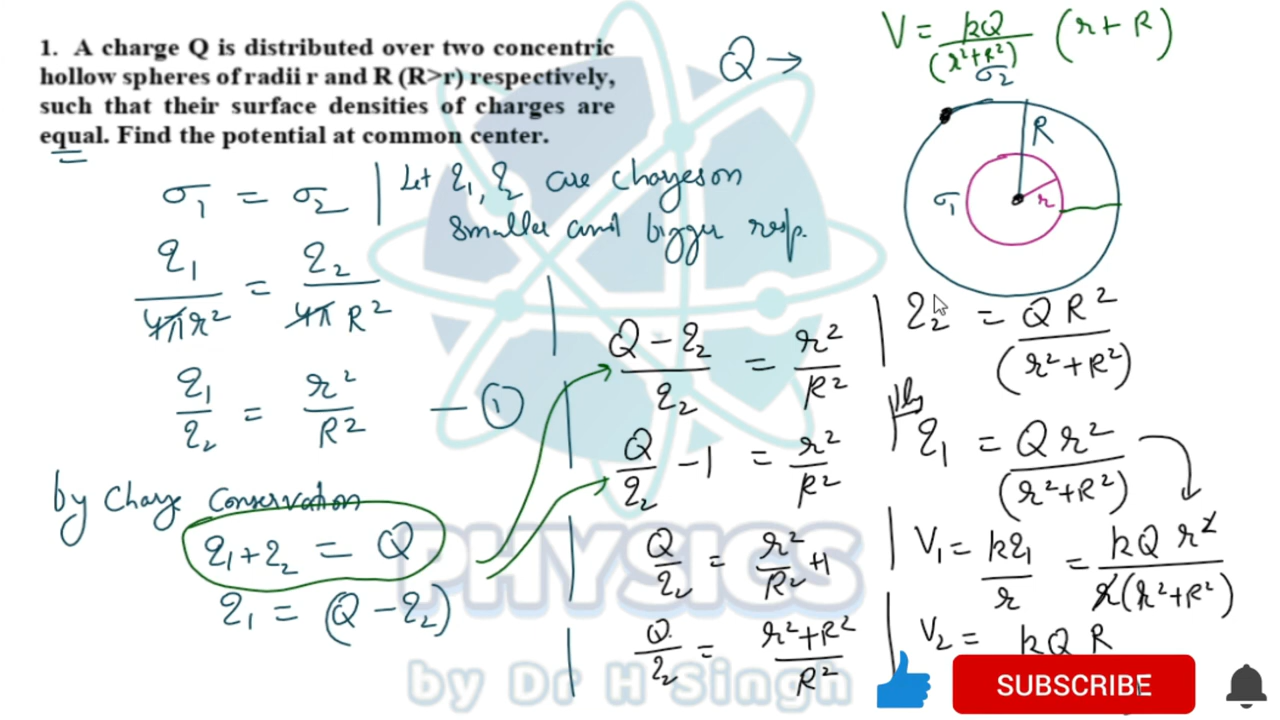 1. A charge Q is distributed over two concentric
hollow spheres of radii r and R (R>r) respectively,
such that their surface densities of charges are
equal. Find the potential at common center.
Q →
V = kQ/(r²+R²) (r+R)
σ₂
R
r
σ₁
σ₁ = σ₂
Let q₁, q₂ are charges on
smaller and bigger resp.
q₁/4πr² = q₂/4πR²
q₁/q₂ = r²/R² — ①
by Charge Conservation
q₁+q₂ = Q
q₁ = (Q − q₂)
Q − q₂/q₂ = r²/R²
Q/q₂ − 1 = r²/R²
Q/q₂ = r²/R² + 1
Q/q₂ = r²+R²/R²
q₂ = QR²/(r²+R²)
||ly q₁ = Qr²/(r²+R²)
V₁ = kq₁/r = kQr²/r(r²+R²)
V₂ = kQR
PHYSICS
by Dr H Singh
SUBSCRIBE